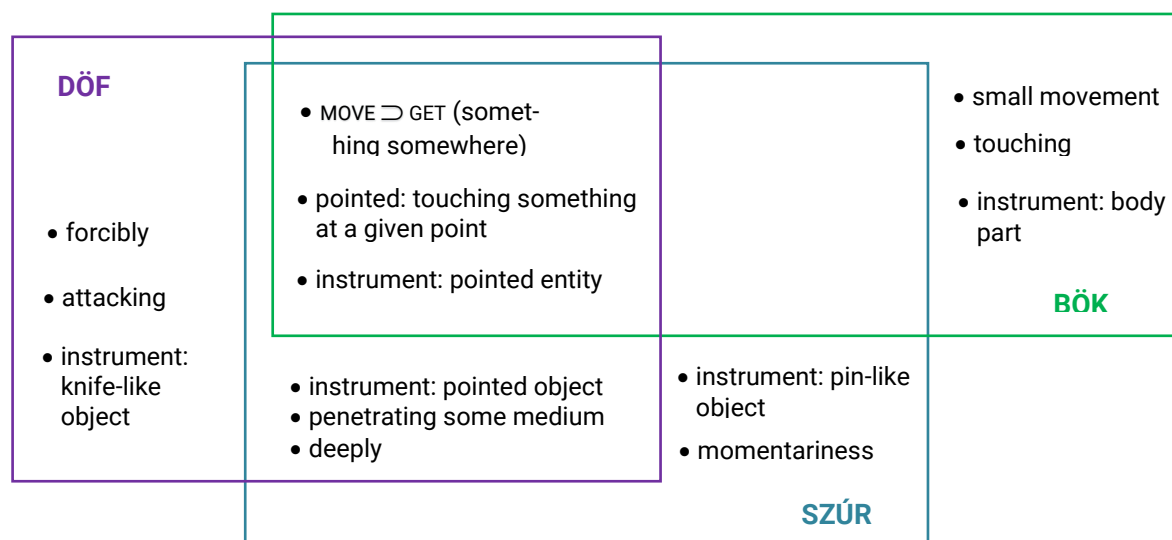 DÖF
• MOVE ⊃ GET (somet-
hing somewhere)
• pointed: touching something
at a given point
• instrument: pointed entity
• small movement
• touching
• instrument: body
part
BÖK
• forcibly
• attacking
• instrument:
knife-like
object
• instrument: pointed object
• penetrating some medium
• deeply
• instrument: pin-like
object
• momentariness
SZÚR